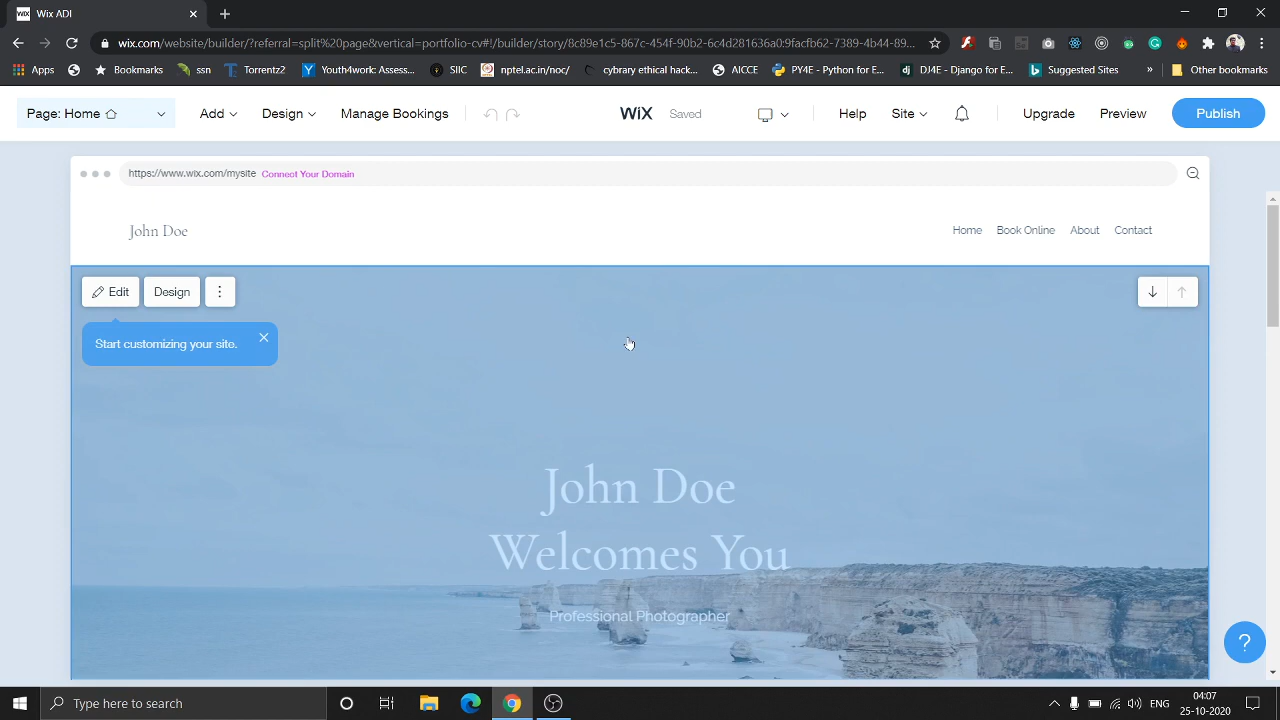 Wix ADI
wix.com/website/builder/?referral=split%20page&vertical=portfolio-cv#!/builder/story/8c89e1c5-867c-454f-90b2-6c4d281636a0:9facfb62-7389-4b44-89...
Apps
Bookmarks
ssn
Torrentz2
Youth4work: Assess...
SIIC
nptel.ac.in/noc/
cybrary ethical hack...
AICCE
PY4E - Python for E...
DJ4E - Django for E...
Suggested Sites
»
Other bookmarks
Page: Home
Add
Design
Manage Bookings
WiX
Saved
Help
Site
Upgrade
Preview
Publish
https://www.wix.com/mysite Connect Your Domain
John Doe
Home Book Online About Contact
Edit
Design
Start customizing your site.
John Doe
Welcomes You
Professional Photographer
?
Type here to search
ENG
04:07
25-10-2020